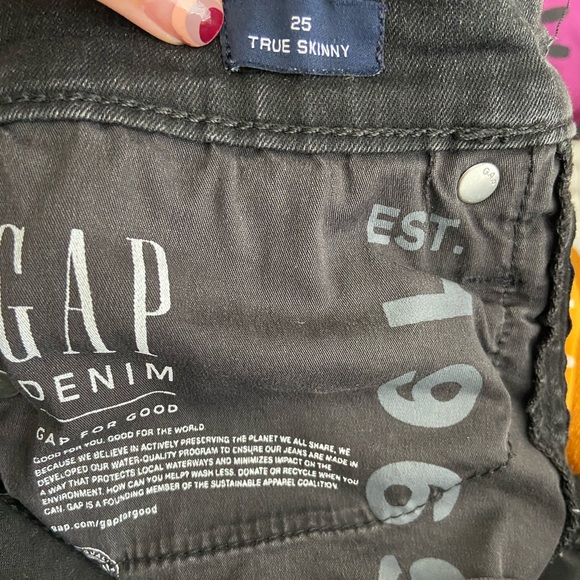 25
TRUE SKINNY
GAP
EST.
GAP
DENIM
GAP FOR GOOD
GOOD FOR YOU. GOOD FOR THE WORLD.
BECAUSE WE BELIEVE IN ACTIVELY PRESERVING THE PLANET WE ALL SHARE, WE
DEVELOPED OUR WATER-QUALITY PROGRAM TO ENSURE OUR JEANS ARE MADE IN
A WAY THAT PROTECTS LOCAL WATERWAYS AND MINIMIZES IMPACT ON THE
ENVIRONMENT. HOW CAN YOU HELP? WASH LESS. DONATE OR RECYCLE WHEN YOU
CAN. GAP IS A FOUNDING MEMBER OF THE SUSTAINABLE APPAREL COALITION.
gap.com/gapforgood
1969